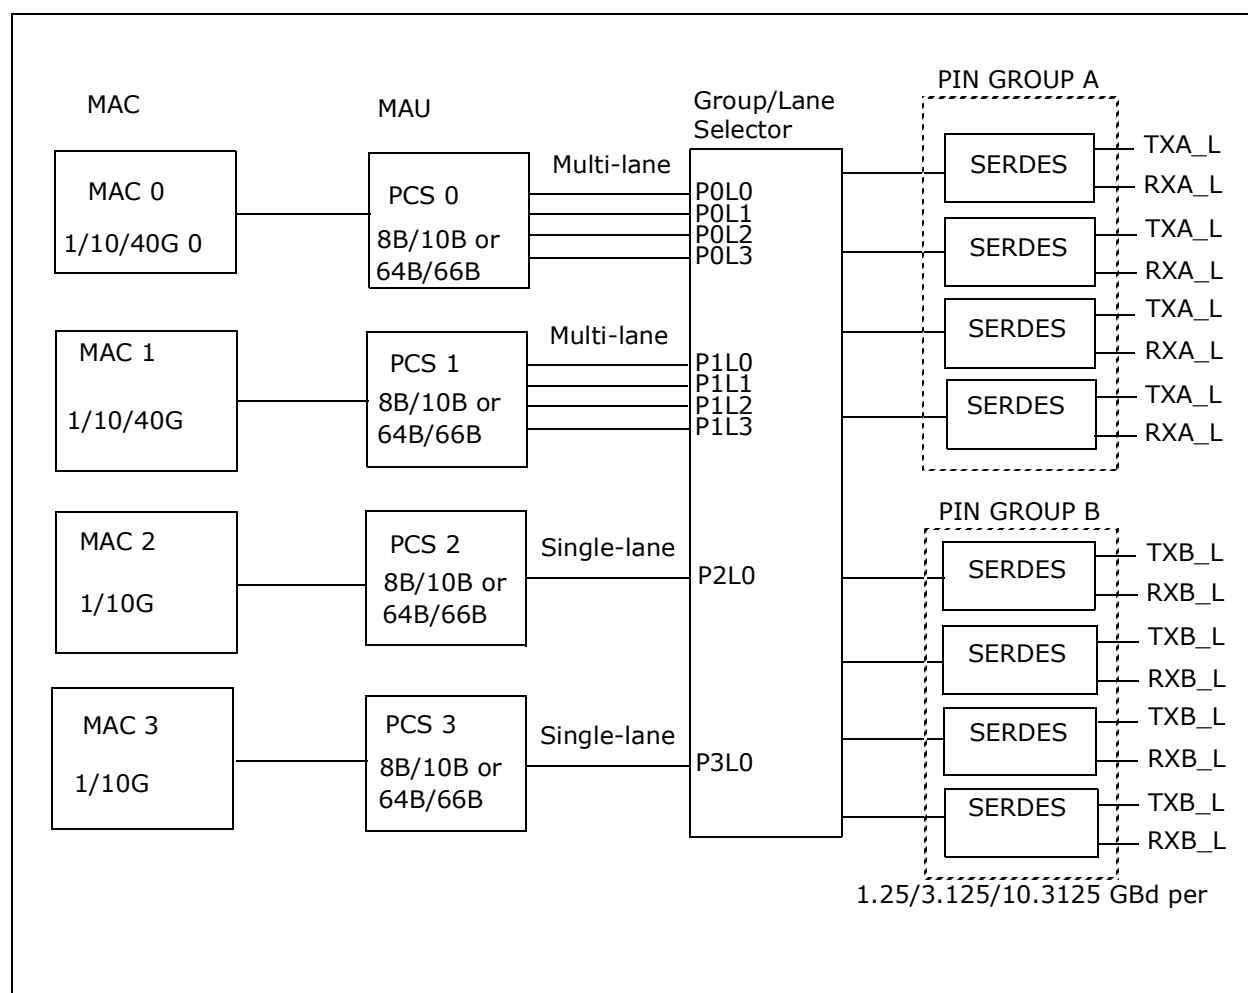 MAC
MAU
Group/Lane
Selector
PIN GROUP A
MAC 0
1/10/40G 0
PCS 0
8B/10B or
64B/66B
Multi-lane
P0L0
P0L1
P0L2
P0L3
SERDES
TXA_L
RXA_L
SERDES
TXA_L
RXA_L
MAC 1
1/10/40G
PCS 1
8B/10B or
64B/66B
Multi-lane
P1L0
P1L1
P1L2
P1L3
SERDES
TXA_L
RXA_L
SERDES
TXA_L
RXA_L
PIN GROUP B
MAC 2
1/10G
PCS 2
8B/10B or
64B/66B
Single-lane
P2L0
SERDES
TXB_L
RXB_L
SERDES
TXB_L
RXB_L
MAC 3
1/10G
PCS 3
8B/10B or
64B/66B
Single-lane
P3L0
SERDES
TXB_L
RXB_L
SERDES
TXB_L
RXB_L
1.25/3.125/10.3125 GBd per